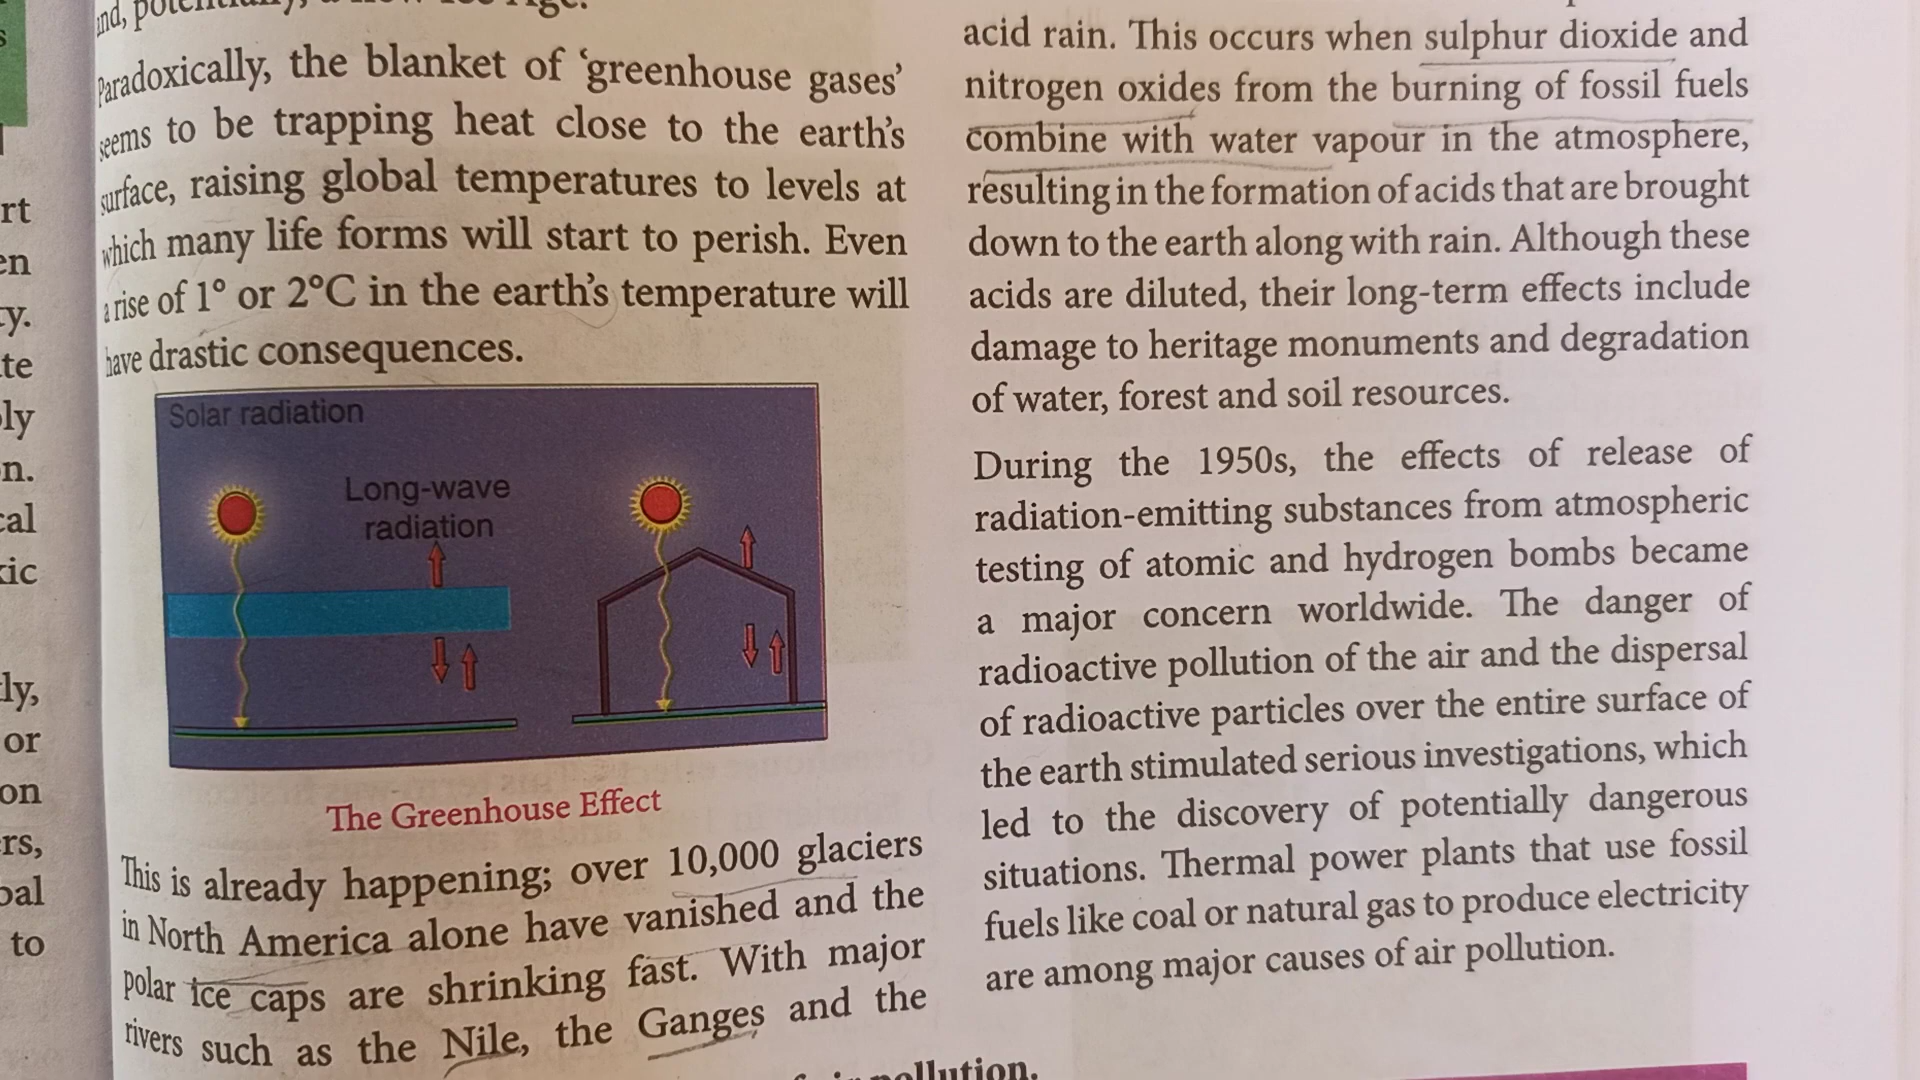 rt
en
y.
te
ly
n.
cal
ic
ly,
or
on
rs,
bal
to
and,
Paradoxically, the blanket of ‘greenhouse gases’
seems to be trapping heat close to the earth’s
surface, raising global temperatures to levels at
which many life forms will start to perish. Even
a rise of 1° or 2°C in the earth’s temperature will
have drastic consequences.
Solar radiation
Long-wave
radiation
The Greenhouse Effect
This is already happening; over 10,000 glaciers
in North America alone have vanished and the
polar ice caps are shrinking fast. With major
rivers such as the Nile, the Ganges and the
acid rain. This occurs when sulphur dioxide and
nitrogen oxides from the burning of fossil fuels
combine with water vapour in the atmosphere,
resulting in the formation of acids that are brought
down to the earth along with rain. Although these
acids are diluted, their long-term effects include
damage to heritage monuments and degradation
of water, forest and soil resources.
During the 1950s, the effects of release of
radiation-emitting substances from atmospheric
testing of atomic and hydrogen bombs became
a major concern worldwide. The danger of
radioactive pollution of the air and the dispersal
of radioactive particles over the entire surface of
the earth stimulated serious investigations, which
led to the discovery of potentially dangerous
situations. Thermal power plants that use fossil
fuels like coal or natural gas to produce electricity
are among major causes of air pollution.
pollution.